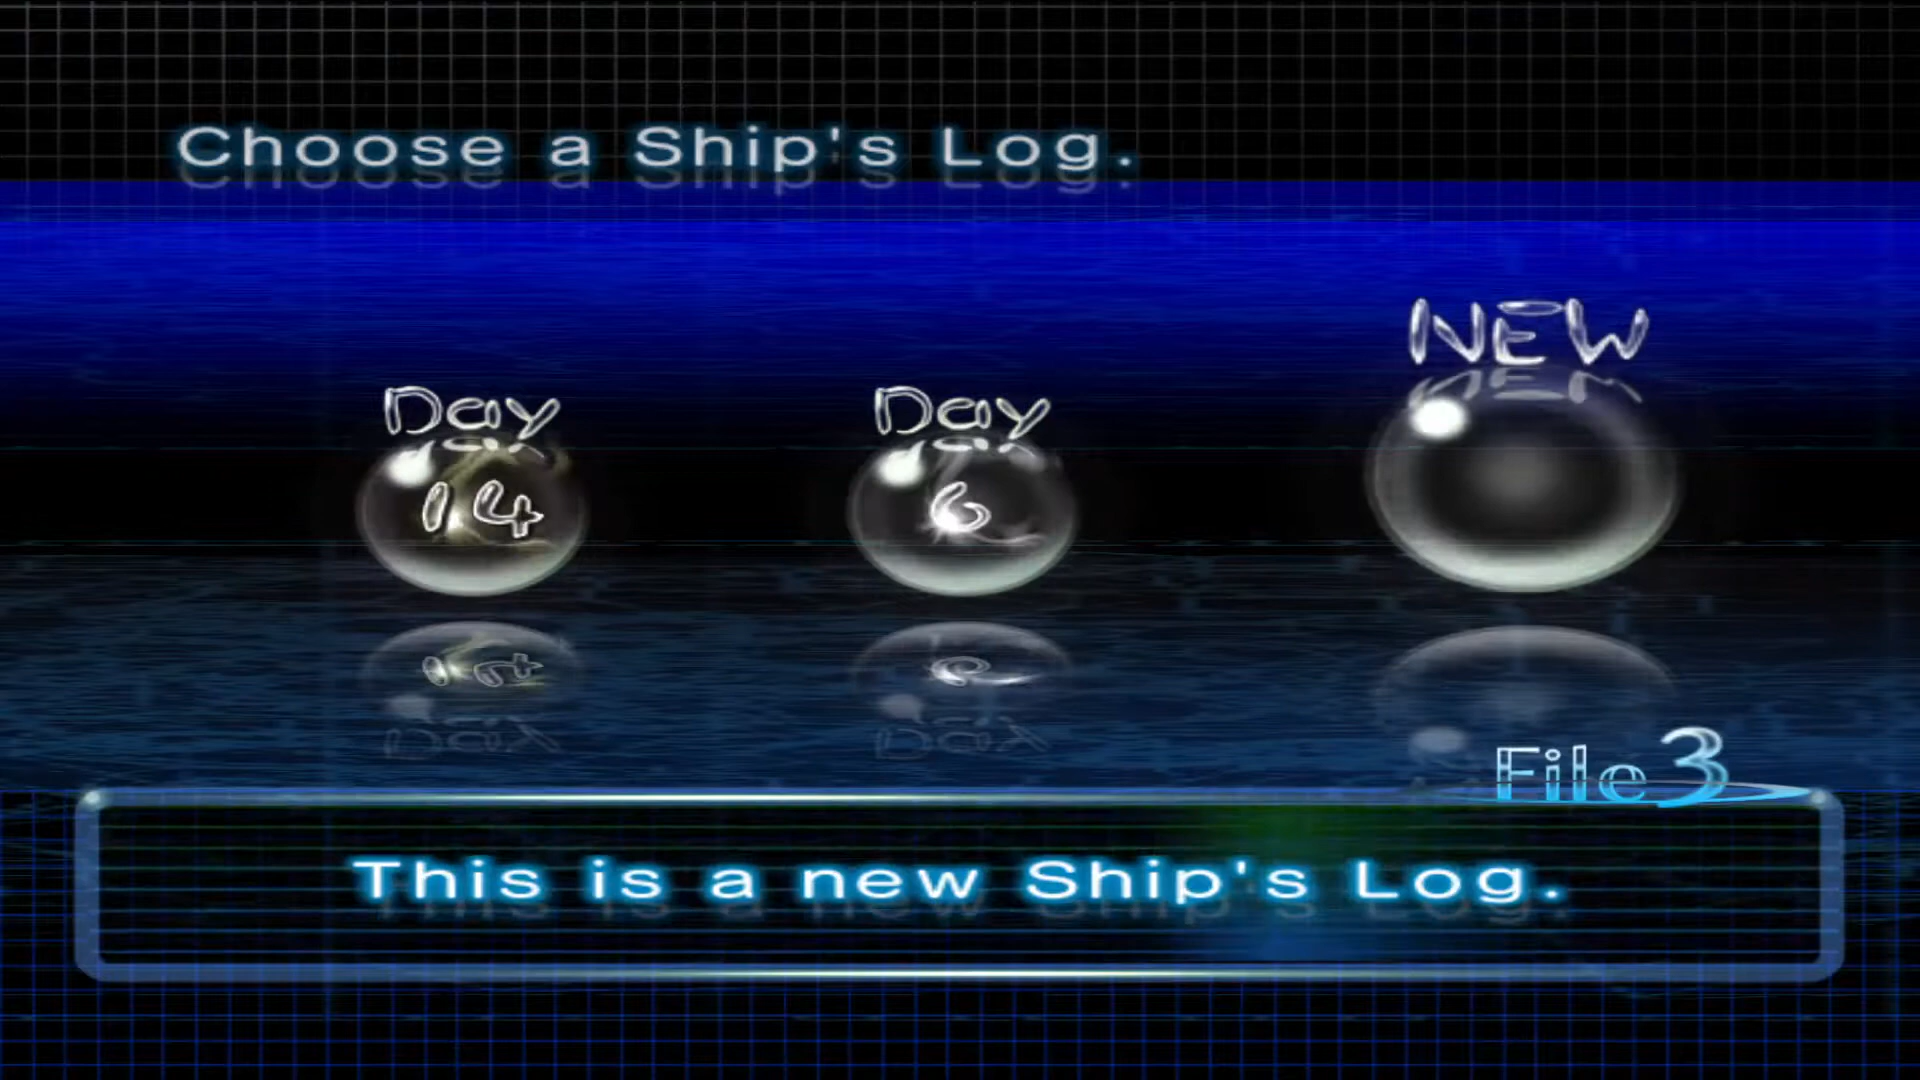 Choose a Ship's Log.
NEW
Day
14
Day
6
File 3
This is a new Ship's Log.